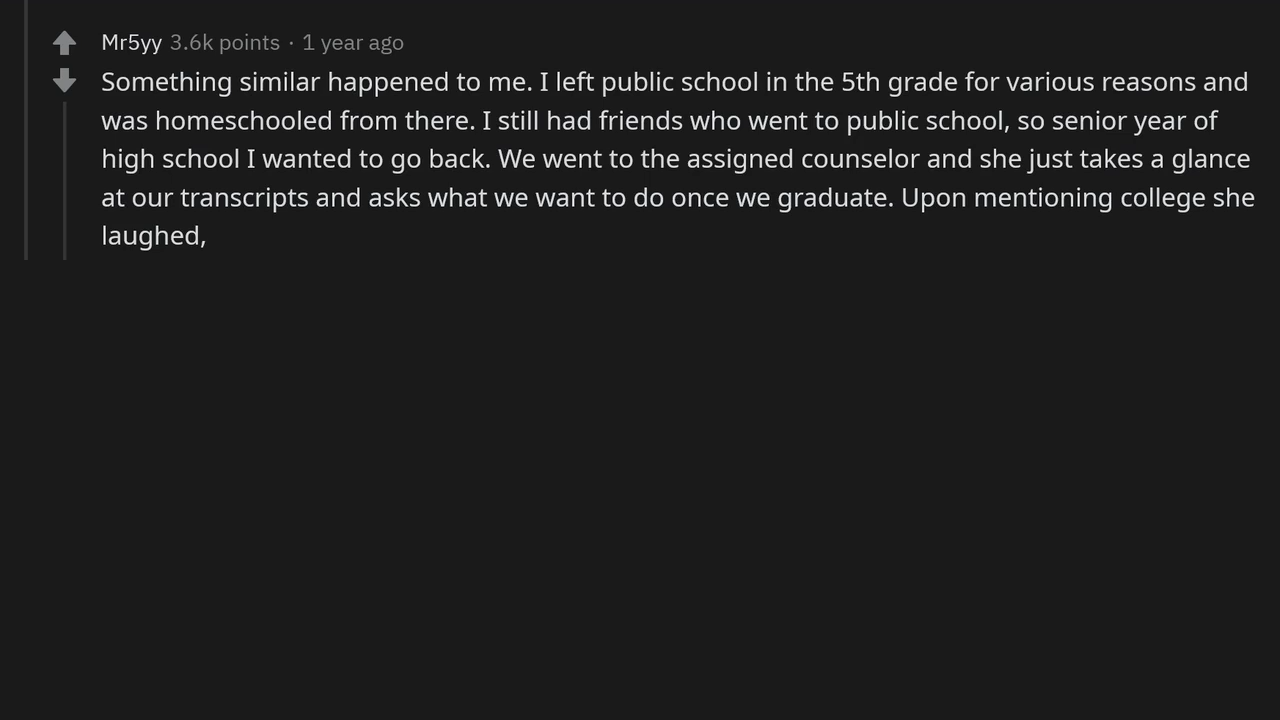 Mr5yy 3.6k points · 1 year ago
Something similar happened to me. I left public school in the 5th grade for various reasons and
was homeschooled from there. I still had friends who went to public school, so senior year of
high school I wanted to go back. We went to the assigned counselor and she just takes a glance
at our transcripts and asks what we want to do once we graduate. Upon mentioning college she
laughed,